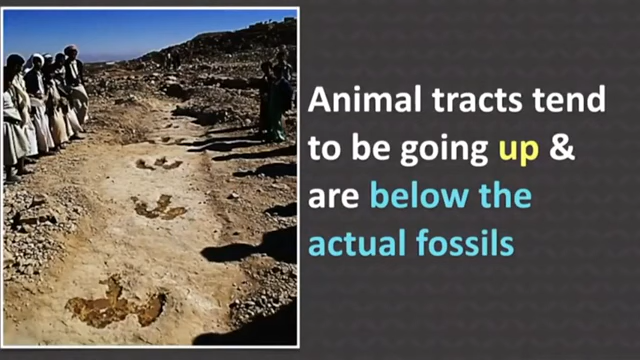 Animal tracts tend
to be going up &
are below the
actual fossils